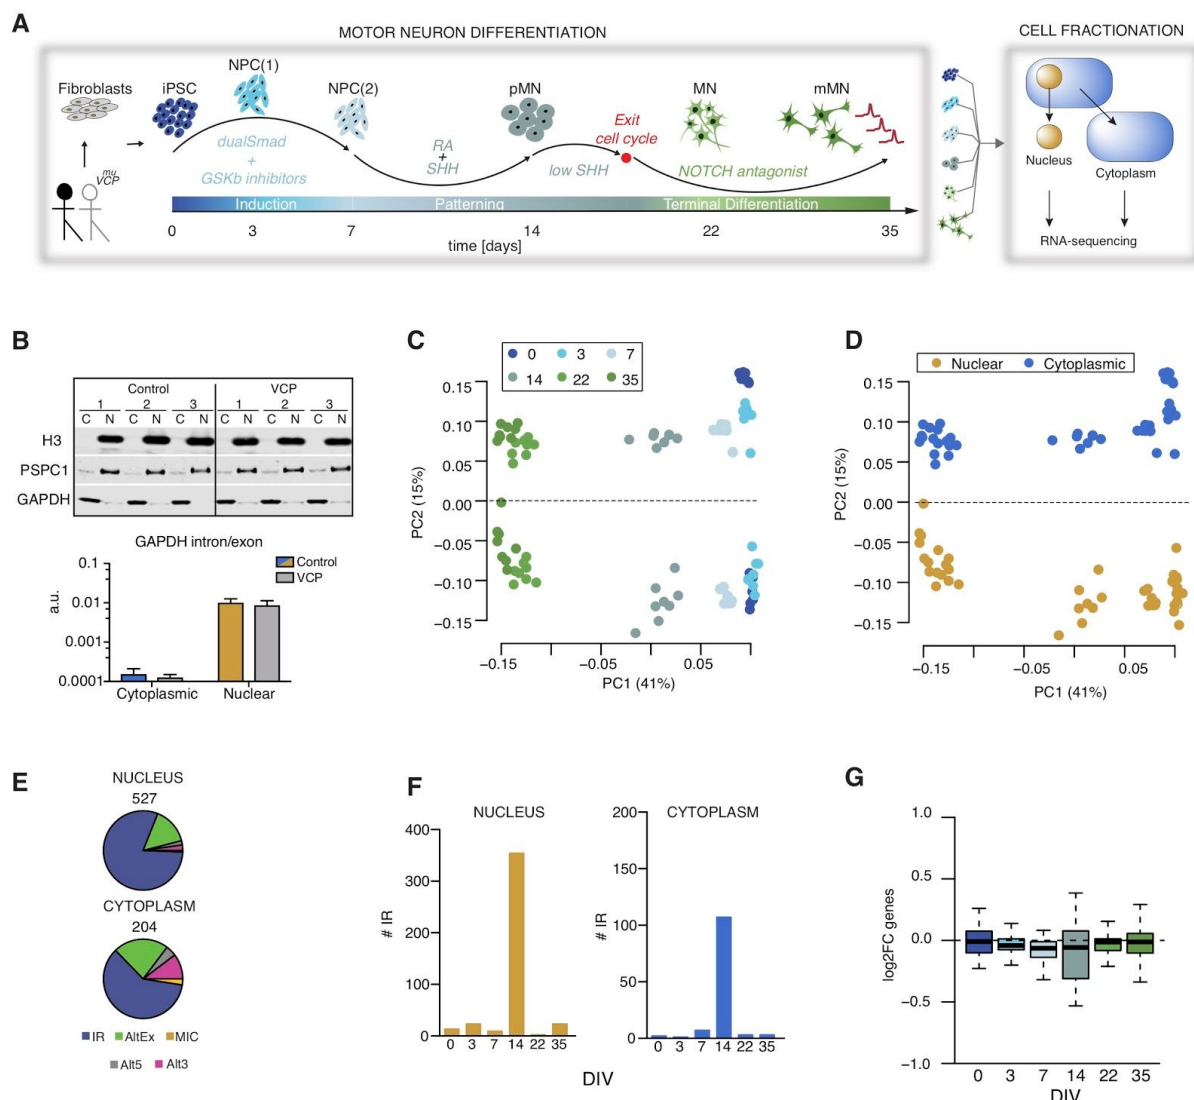 A
MOTOR NEURON DIFFERENTIATION
CELL FRACTIONATION
Fibroblasts
iPSC
NPC(1)
NPC(2)
pMN
MN
mMN
Exit
cell cycle
dualSmad
+
GSKb inhibitors
RA
+
SHH
low SHH
NOTCH antagonist
mu
VCP
Induction
Patterning
Terminal Differentiation
0 3 7 14 22 35
time [days]
Nucleus
Cytoplasm
RNA-sequencing
B
Control VCP
1 2 3 1 2 3
C N C N C N C N C N C N
H3
PSPC1
GAPDH
GAPDH intron/exon
Control
VCP
a.u.
0.1
0.01
0.001
0.0001
Cytoplasmic Nuclear
C
0 3 7
14 22 35
PC2 (15%)
0.15
0.10
0.05
0.00
−0.05
−0.10
−0.15
−0.15 −0.05 0.05
PC1 (41%)
D
Nuclear Cytoplasmic
PC2 (15%)
0.15
0.10
0.05
0.00
−0.05
−0.10
−0.15
−0.15 −0.05 0.05
PC1 (41%)
E
NUCLEUS
527
CYTOPLASM
204
IR AltEx MIC
Alt5 Alt3
F
NUCLEUS
# IR
400
300
200
100
0
0 3 7 14 22 35
CYTOPLASM
# IR
200
150
100
50
0
0 3 7 14 22 35
DIV
G
log2FC genes
1.0
0.5
0.0
−0.5
−1.0
0 3 7 14 22 35
DIV